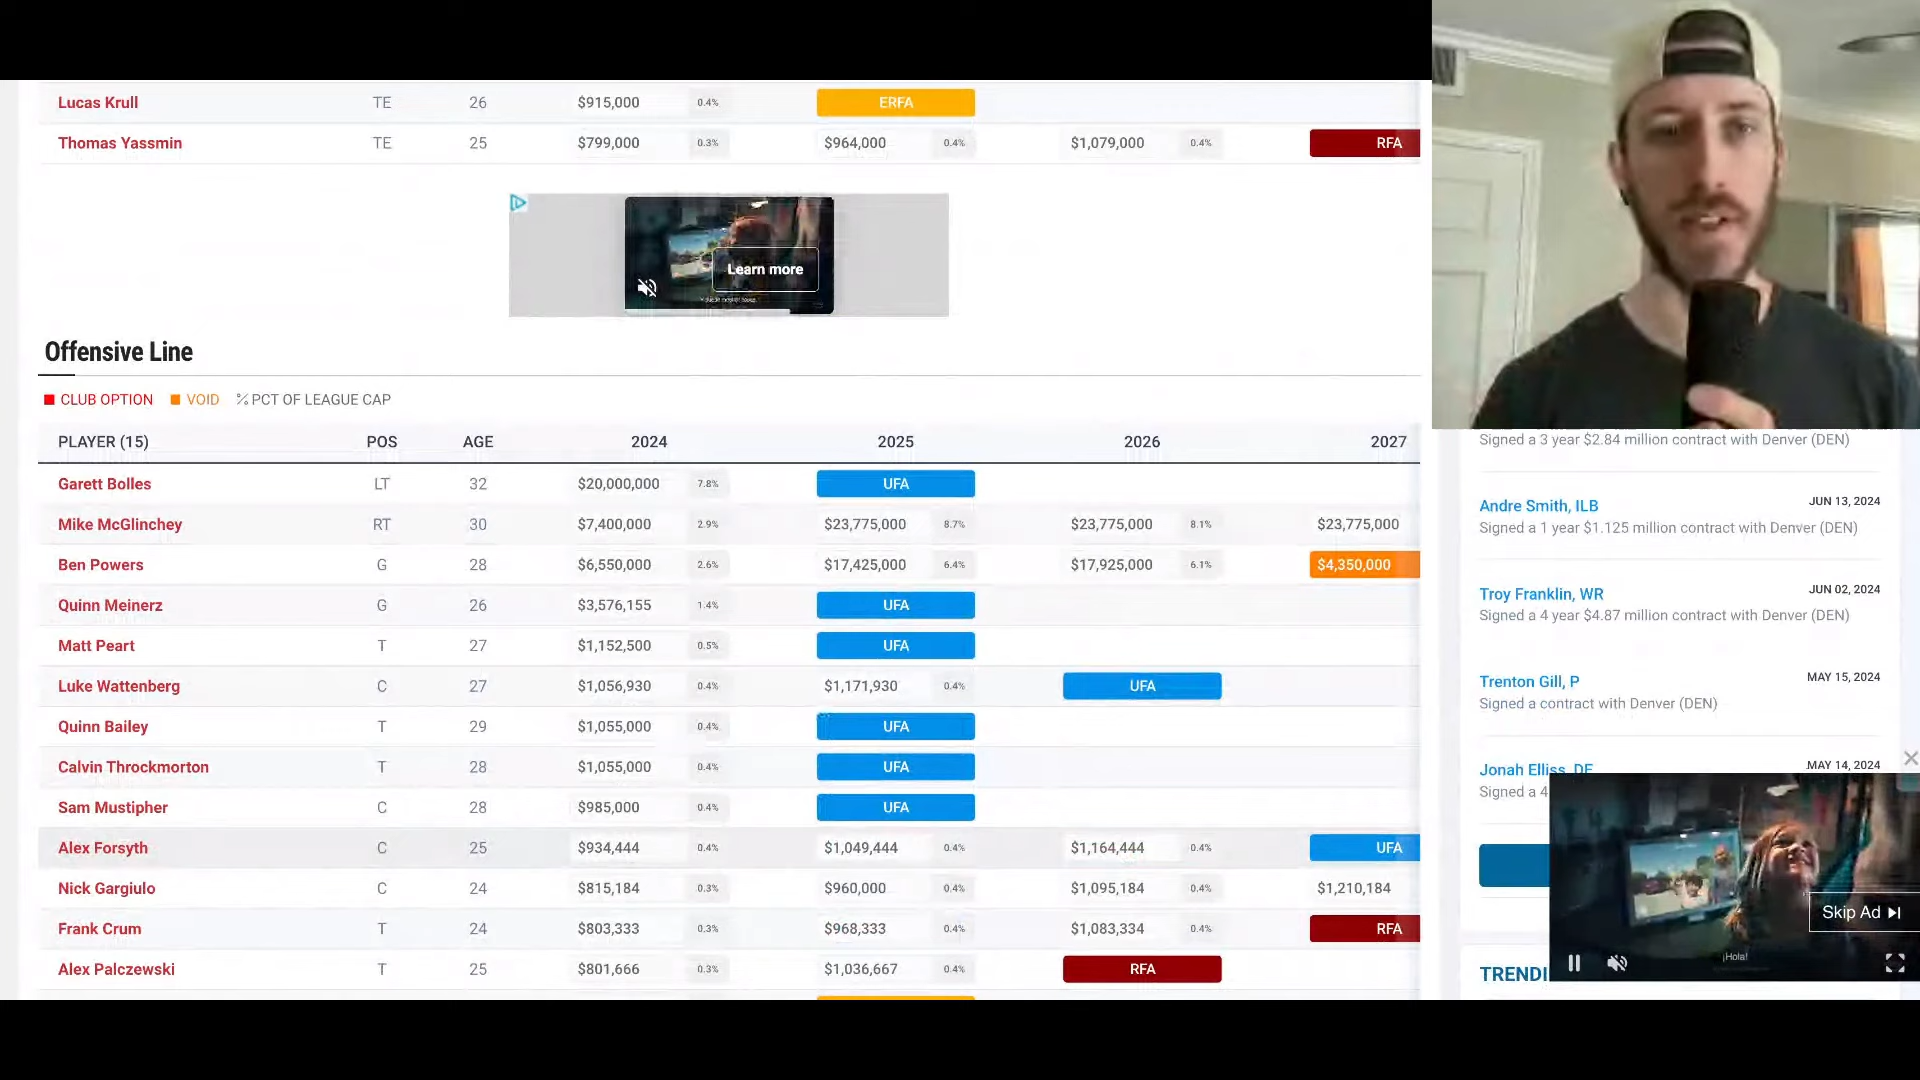 Lucas Krull TE 26 $915,000 0.4% ERFA
Thomas Yassmin TE 25 $799,000 0.3% $964,000 0.4% $1,079,000 0.4% RFA
Learn more
Offensive Line
CLUB OPTION VOID % PCT OF LEAGUE CAP
PLAYER (15) POS AGE 2024 2025 2026 2027
Garett Bolles LT 32 $20,000,000 7.8% UFA
Mike McGlinchey RT 30 $7,400,000 2.9% $23,775,000 8.7% $23,775,000 8.1% $23,775,000
Ben Powers G 28 $6,550,000 2.6% $17,425,000 6.4% $17,925,000 6.1% $4,350,000
Quinn Meinerz G 26 $3,576,155 1.4% UFA
Matt Peart T 27 $1,152,500 0.5% UFA
Luke Wattenberg C 27 $1,056,930 0.4% $1,171,930 0.4% UFA
Quinn Bailey T 29 $1,055,000 0.4% UFA
Calvin Throckmorton T 28 $1,055,000 0.4% UFA
Sam Mustipher C 28 $985,000 0.4% UFA
Alex Forsyth C 25 $934,444 0.4% $1,049,444 0.4% $1,164,444 0.4% UFA
Nick Gargiulo C 24 $815,184 0.3% $960,000 0.4% $1,095,184 0.4% $1,210,184
Frank Crum T 24 $803,333 0.3% $968,333 0.4% $1,083,334 0.4% RFA
Alex Palczewski T 25 $801,666 0.3% $1,036,667 0.4% RFA
Signed a 3 year $2.84 million contract with Denver (DEN)
Andre Smith, ILB JUN 13, 2024
Signed a 1 year $1.125 million contract with Denver (DEN)
Troy Franklin, WR JUN 02, 2024
Signed a 4 year $4.87 million contract with Denver (DEN)
Trenton Gill, P MAY 15, 2024
Signed a contract with Denver (DEN)
Jonah Elliss, DE MAY 14, 2024
Signed a 4
Skip Ad
¡Hola!
TRENDI